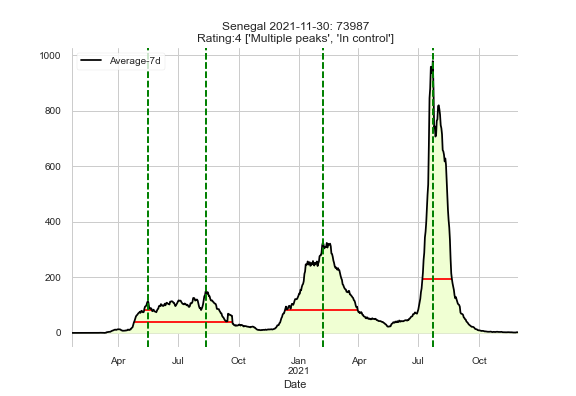 Senegal 2021-11-30: 73987
Rating:4 ['Multiple peaks', 'In control']
1000
Average-7d
800
600
400
200
0
Apr Jul Oct Jan Apr Jul Oct
2021
Date